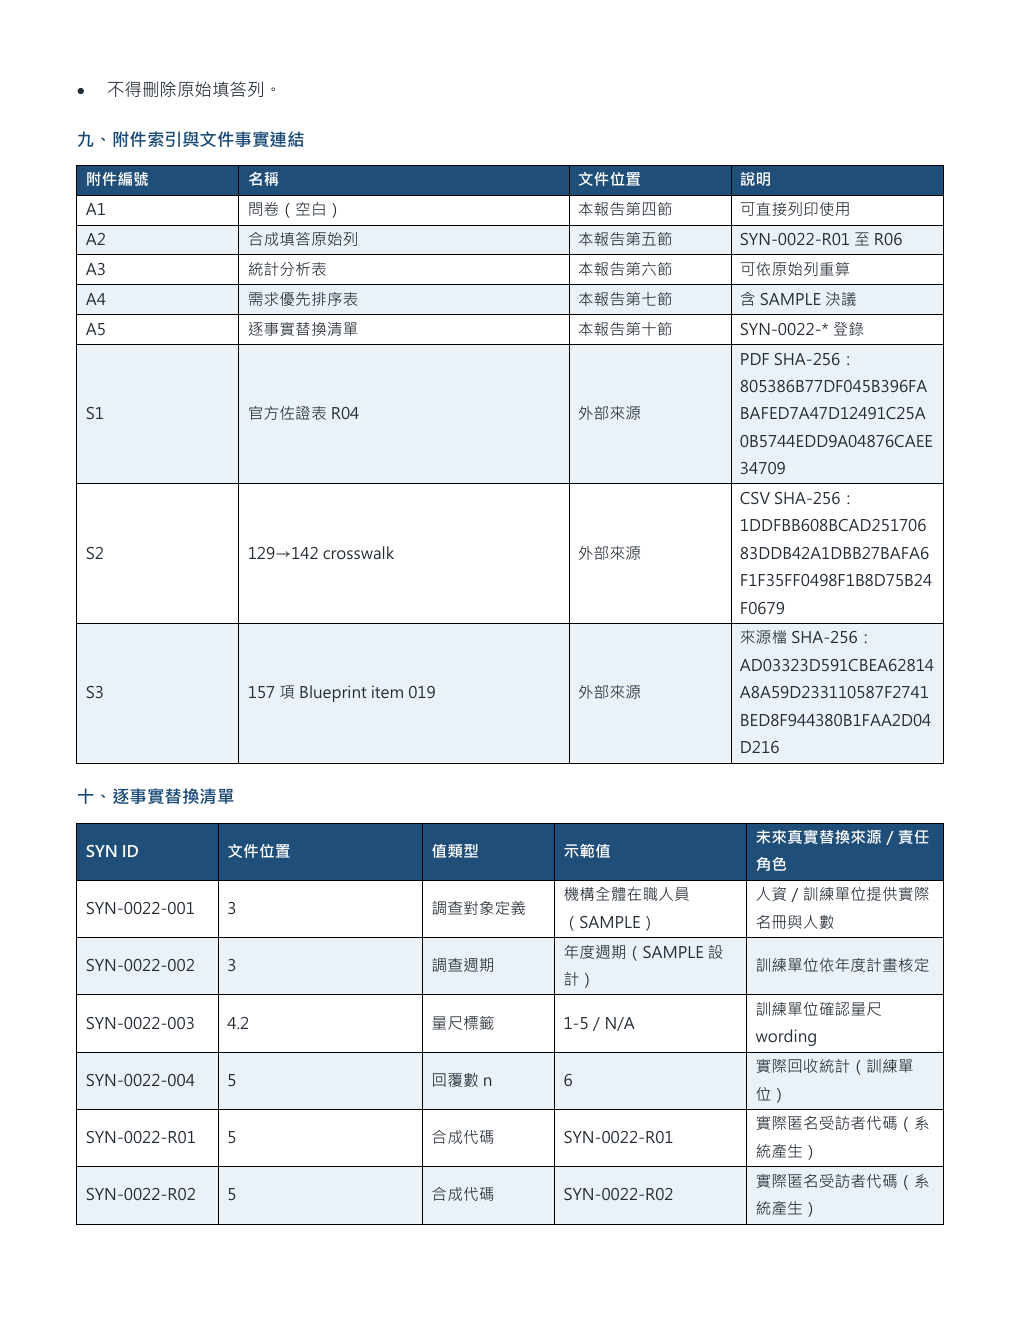 ● 不得刪除原始填答列。
九、附件索引與文件事實連結
附件編號 名稱 文件位置 說明
A1 問卷（空白） 本報告第四節 可直接列印使用
A2 合成填答原始列 本報告第五節 SYN-0022-R01 至 R06
A3 統計分析表 本報告第六節 可依原始列重算
A4 需求優先排序表 本報告第七節 含 SAMPLE 決議
A5 逐事實替換清單 本報告第十節 SYN-0022-* 登錄
S1 官方佐證表 R04 外部來源 PDF SHA-256：
805386B77DF045B396FA
BAFED7A47D12491C25A
0B5744EDD9A04876CAEE
34709
S2 129→142 crosswalk 外部來源 CSV SHA-256：
1DDFBB608BCAD251706
83DDB42A1DBB27BAFA6
F1F35FF0498F1B8D75B24
F0679
S3 157 項 Blueprint item 019 外部來源 來源檔 SHA-256：
AD03323D591CBEA62814
A8A59D233110587F2741
BED8F944380B1FAA2D04
D216
十、逐事實替換清單
SYN ID 文件位置 值類型 示範值 未來真實替換來源 / 責任
角色
SYN-0022-001 3 調查對象定義 機構全體在職人員
（SAMPLE） 人資 / 訓練單位提供實際
名冊與人數
SYN-0022-002 3 調查週期 年度週期（SAMPLE 設
計） 訓練單位依年度計畫核定
SYN-0022-003 4.2 量尺標籤 1-5 / N/A 訓練單位確認量尺
wording
SYN-0022-004 5 回覆數 n 6 實際回收統計（訓練單
位）
SYN-0022-R01 5 合成代碼 SYN-0022-R01 實際匿名受訪者代碼（系
統產生）
SYN-0022-R02 5 合成代碼 SYN-0022-R02 實際匿名受訪者代碼（系
統產生）